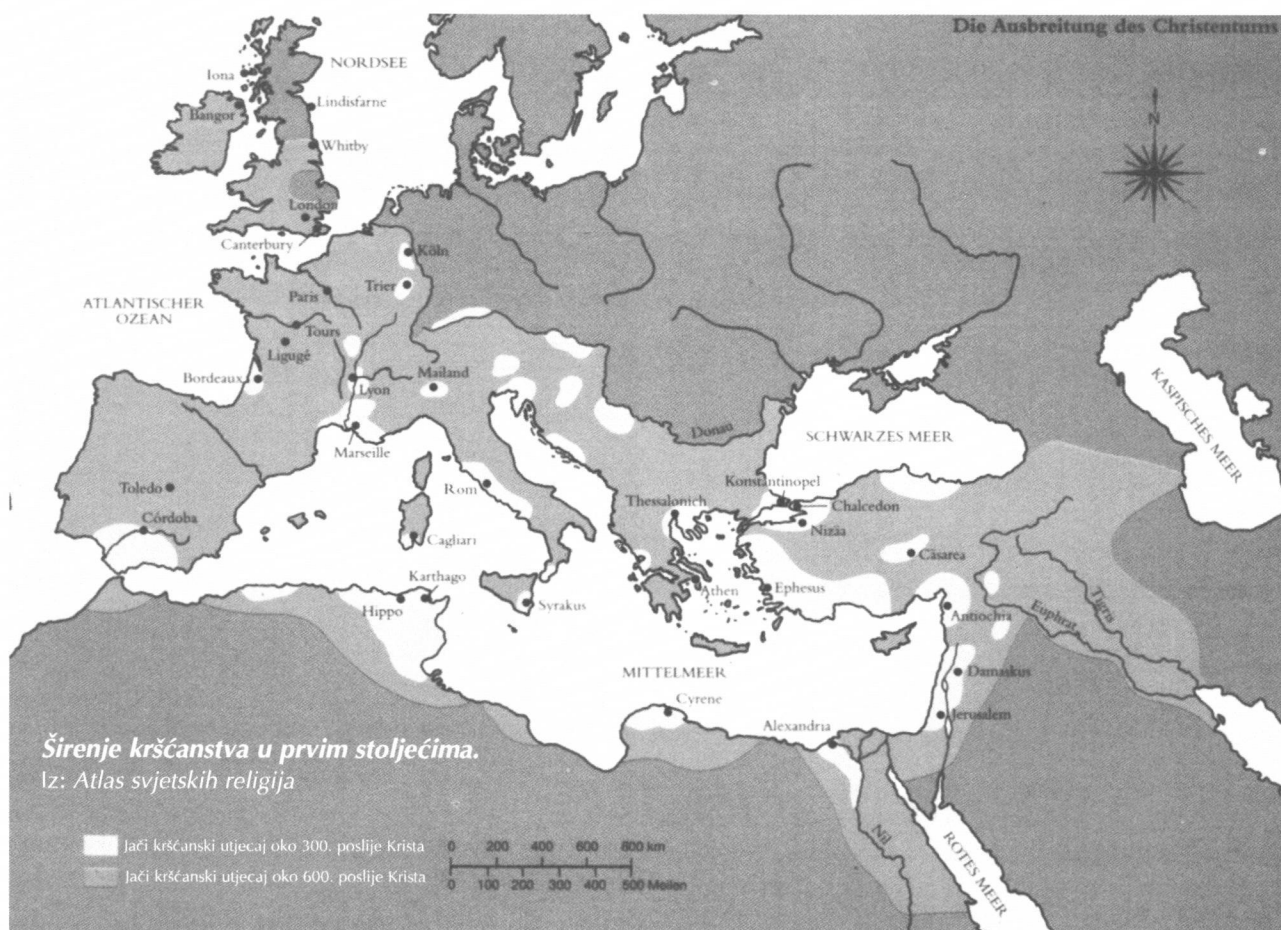 Die Ausbreitung des Christentums
NORDSEE
Iona
Lindisfarne
Bangor
Whitby
N
London
Canterbury
Köln
Trier
ATLANTISCHER
OZEAN
Paris
Tours
Ligugé
Bordeaux
Lyon
Mailand
KASPISCHES MEER
Donau
SCHWARZES MEER
Marseille
Konstantinopel
Toledo
Rom
Thessalonich
Chalcedon
Córdoba
Nizäa
Cagliari
Cäsarea
Karthago
Hippo
Syrakus
Athen
Ephesus
Tigris
Euphrat
Antiochia
MITTELMEER
Damaskus
Cyrene
Alexandria
Jerusalem
Širenje kršćanstva u prvim stoljećima.
Iz: Atlas svjetskih religija
Nil
ROTES MEER
Jači kršćanski utjecaj oko 300. poslije Krista
Jači kršćanski utjecaj oko 600. poslije Krista
0 200 400 600 800 km
0 100 200 300 400 500 Meilen